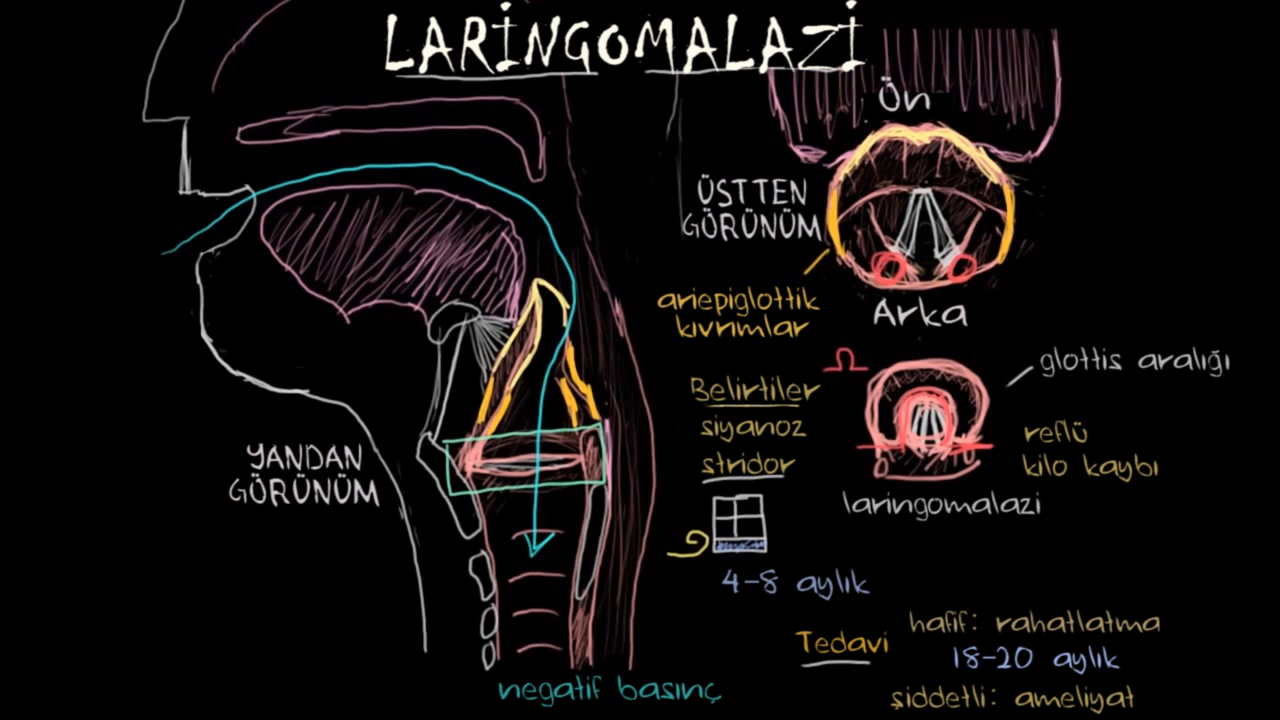 LARİNGOMALAZİ
Ön
ÜSTTEN
GÖRÜNÜM
ariepiglottik
kıvrımlar
Arka
Ω
glottis aralığı
Belirtiler
siyanoz
stridor
reflü
kilo kaybı
laringomalazi
YANDAN
GÖRÜNÜM
4-8 aylık
Tedavi
hafif: rahatlatma
18-20 aylık
şiddetli: ameliyat
negatif basınç